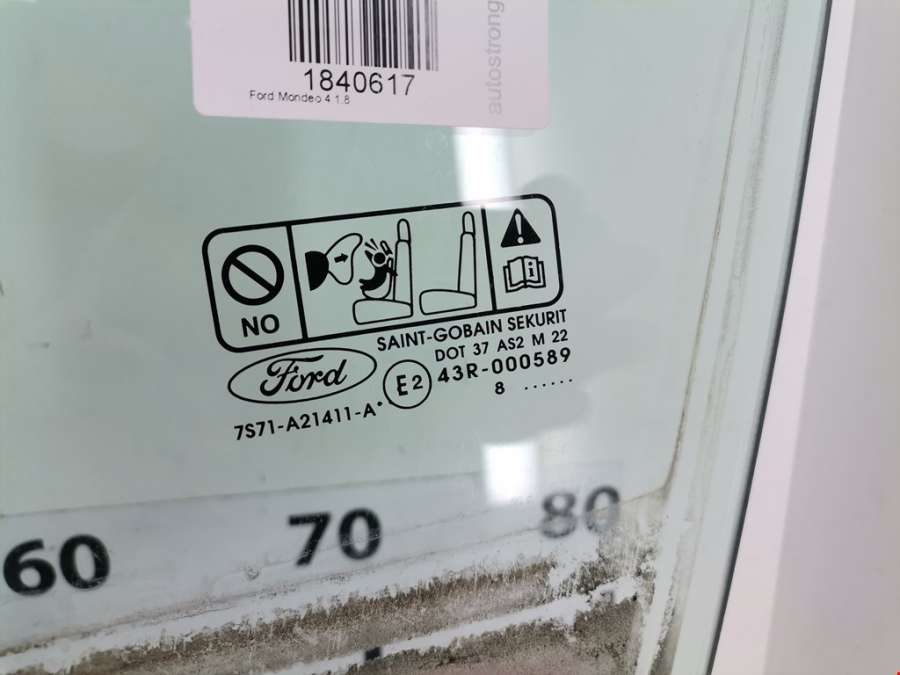 1840617
Ford Mondeo 4 1.8
autostrong
NO
SAINT-GOBAIN SEKURIT
DOT 37 AS2 M 22
Ford
E2
43R-000589
8 ......
7S71-A21411-A
60
70
80